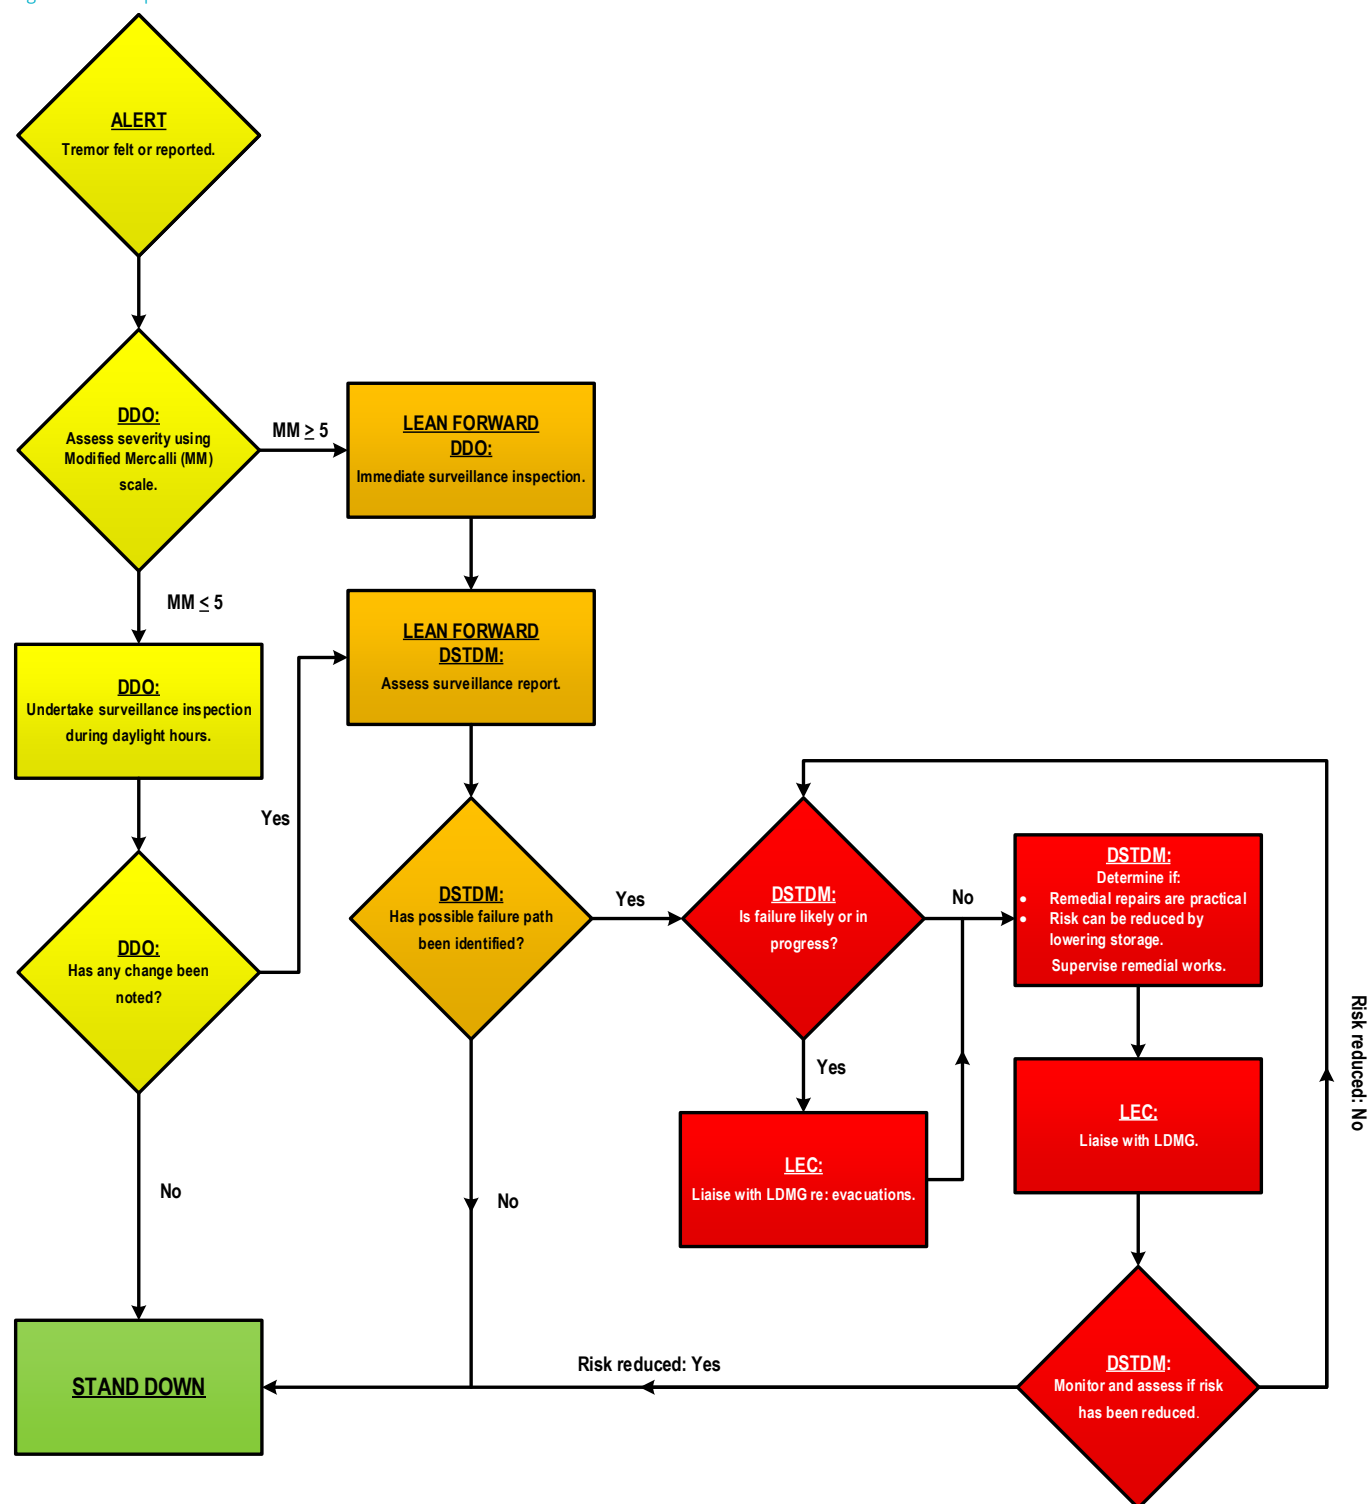 ALERT
Tremor felt or reported.
DDO:
Assess severity using
Modified Mercalli (MM)
scale.
MM ≥ 5
LEAN FORWARD
DDO:
Immediate surveillance inspection.
MM ≤ 5
LEAN FORWARD
DSTDM:
Assess surveillance report.
DDO:
Undertake surveillance inspection
during daylight hours.
Yes
DDO:
Has any change been
noted?
DSTDM:
Has possible failure path
been identified?
Yes
DSTDM:
Is failure likely or in
progress?
No
DSTDM:
Determine if:
• Remedial repairs are practical
• Risk can be reduced by
lowering storage.
Supervise remedial works.
Risk reduced: No
Yes
LEC:
Liaise with LDMG re: evacuations.
LEC:
Liaise with LDMG.
No
No
STAND DOWN
Risk reduced: Yes
DSTDM:
Monitor and assess if risk
has been reduced.